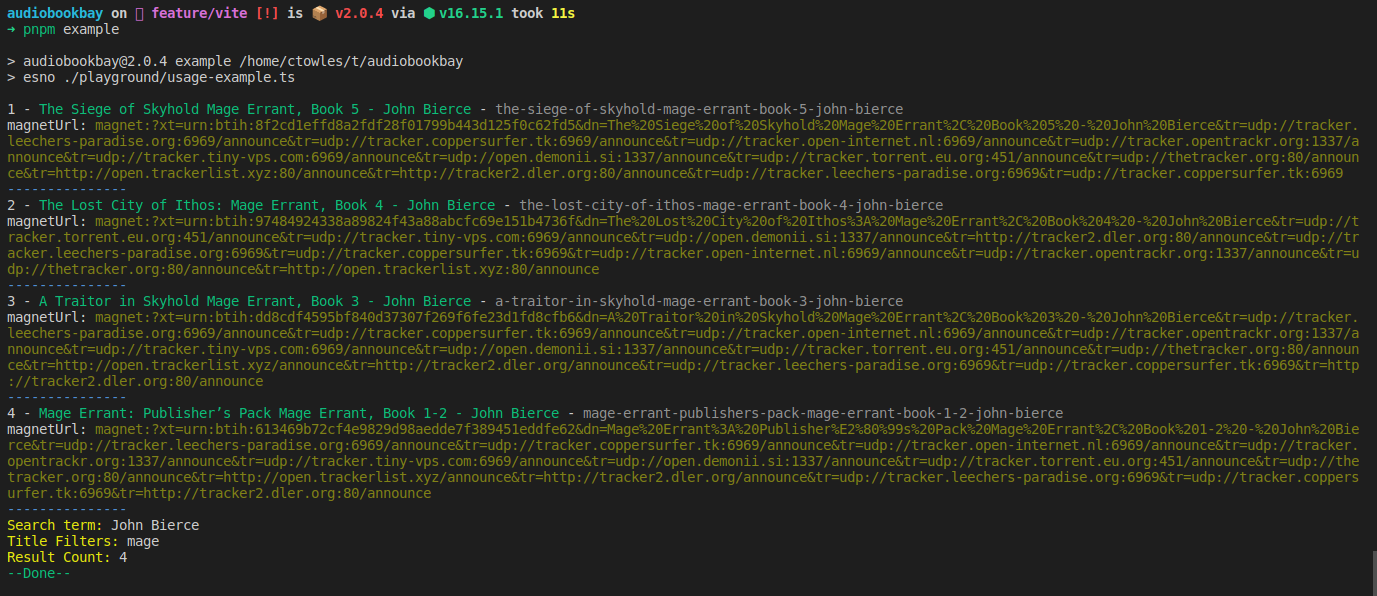 audiobookbay on feature/vite [!] is 📦 v2.0.4 via ⬢ v16.15.1 took 11s
➜ pnpm example
> audiobookbay@2.0.4 example /home/ctowles/t/audiobookbay
> esno ./playground/usage-example.ts
1 - The Siege of Skyhold Mage Errant, Book 5 - John Bierce - the-siege-of-skyhold-mage-errant-book-5-john-bierce
magnetUrl: magnet:?xt=urn:btih:8f2cd1effd8a2fdf28f01799b443d125f0c62fd5&dn=The%20Siege%20of%20Skyhold%20Mage%20Errant%2C%20Book%205%20-%20John%20Bierce&tr=udp://tracker.
leechers-paradise.org:6969/announce&tr=udp://tracker.coppersurfer.tk:6969/announce&tr=udp://tracker.open-internet.nl:6969/announce&tr=udp://tracker.opentrackr.org:1337/a
nnounce&tr=udp://tracker.tiny-vps.com:6969/announce&tr=udp://open.demonii.si:1337/announce&tr=udp://tracker.torrent.eu.org:451/announce&tr=udp://thetracker.org:80/announ
ce&tr=http://open.trackerlist.xyz:80/announce&tr=http://tracker2.dler.org:80/announce&tr=udp://tracker.leechers-paradise.org:6969&tr=udp://tracker.coppersurfer.tk:6969
---------------
2 - The Lost City of Ithos: Mage Errant, Book 4 - John Bierce - the-lost-city-of-ithos-mage-errant-book-4-john-bierce
magnetUrl: magnet:?xt=urn:btih:97484924338a89824f43a88abcfc69e151b4736f&dn=The%20Lost%20City%20of%20Ithos%3A%20Mage%20Errant%2C%20Book%204%20-%20John%20Bierce&tr=udp://t
racker.torrent.eu.org:451/announce&tr=udp://tracker.tiny-vps.com:6969/announce&tr=udp://open.demonii.si:1337/announce&tr=http://tracker2.dler.org:80/announce&tr=udp://tr
acker.leechers-paradise.org:6969&tr=udp://tracker.coppersurfer.tk:6969&tr=udp://tracker.open-internet.nl:6969/announce&tr=udp://tracker.opentrackr.org:1337/announce&tr=u
dp://thetracker.org:80/announce&tr=http://open.trackerlist.xyz:80/announce
---------------
3 - A Traitor in Skyhold Mage Errant, Book 3 - John Bierce - a-traitor-in-skyhold-mage-errant-book-3-john-bierce
magnetUrl: magnet:?xt=urn:btih:dd8cdf4595bf840d37307f269f6fe23d1fd8cfb6&dn=A%20Traitor%20in%20Skyhold%20Mage%20Errant%2C%20Book%203%20-%20John%20Bierce&tr=udp://tracker.
leechers-paradise.org:6969/announce&tr=udp://tracker.coppersurfer.tk:6969/announce&tr=udp://tracker.open-internet.nl:6969/announce&tr=udp://tracker.opentrackr.org:1337/a
nnounce&tr=udp://tracker.tiny-vps.com:6969/announce&tr=udp://open.demonii.si:1337/announce&tr=udp://tracker.torrent.eu.org:451/announce&tr=udp://thetracker.org:80/announ
ce&tr=http://open.trackerlist.xyz/announce&tr=http://tracker2.dler.org/announce&tr=udp://tracker.leechers-paradise.org:6969&tr=udp://tracker.coppersurfer.tk:6969&tr=http
://tracker2.dler.org:80/announce
---------------
4 - Mage Errant: Publisher’s Pack Mage Errant, Book 1-2 - John Bierce - mage-errant-publishers-pack-mage-errant-book-1-2-john-bierce
magnetUrl: magnet:?xt=urn:btih:613469b72cf4e9829d98aedde7f389451eddfe62&dn=Mage%20Errant%3A%20Publisher%E2%80%99s%20Pack%20Mage%20Errant%2C%20Book%201-2%20-%20John%20Bie
rce&tr=udp://tracker.leechers-paradise.org:6969/announce&tr=udp://tracker.coppersurfer.tk:6969/announce&tr=udp://tracker.open-internet.nl:6969/announce&tr=udp://tracker.
opentrackr.org:1337/announce&tr=udp://tracker.tiny-vps.com:6969/announce&tr=udp://open.demonii.si:1337/announce&tr=udp://tracker.torrent.eu.org:451/announce&tr=udp://the
tracker.org:80/announce&tr=http://open.trackerlist.xyz/announce&tr=http://tracker2.dler.org/announce&tr=udp://tracker.leechers-paradise.org:6969&tr=udp://tracker.coppers
urfer.tk:6969&tr=http://tracker2.dler.org:80/announce
---------------
Search term: John Bierce
Title Filters: mage
Result Count: 4
--Done--